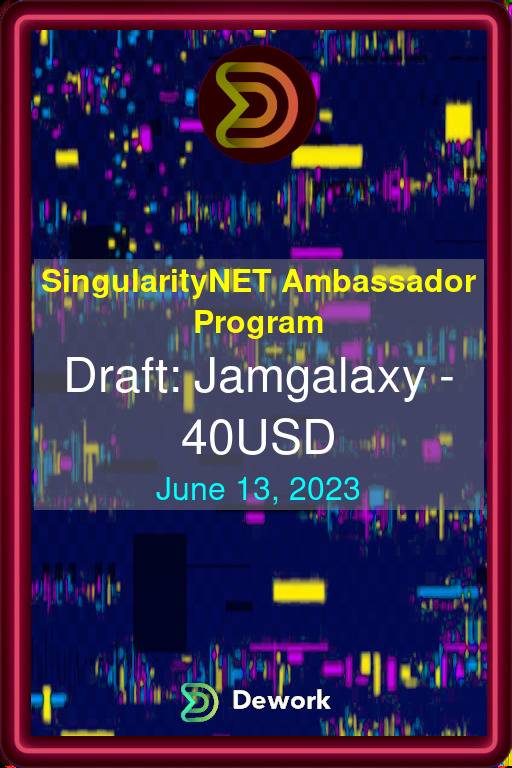 SingularityNET Ambassador
Program
Draft: Jamgalaxy -
40USD
June 13, 2023
Dework